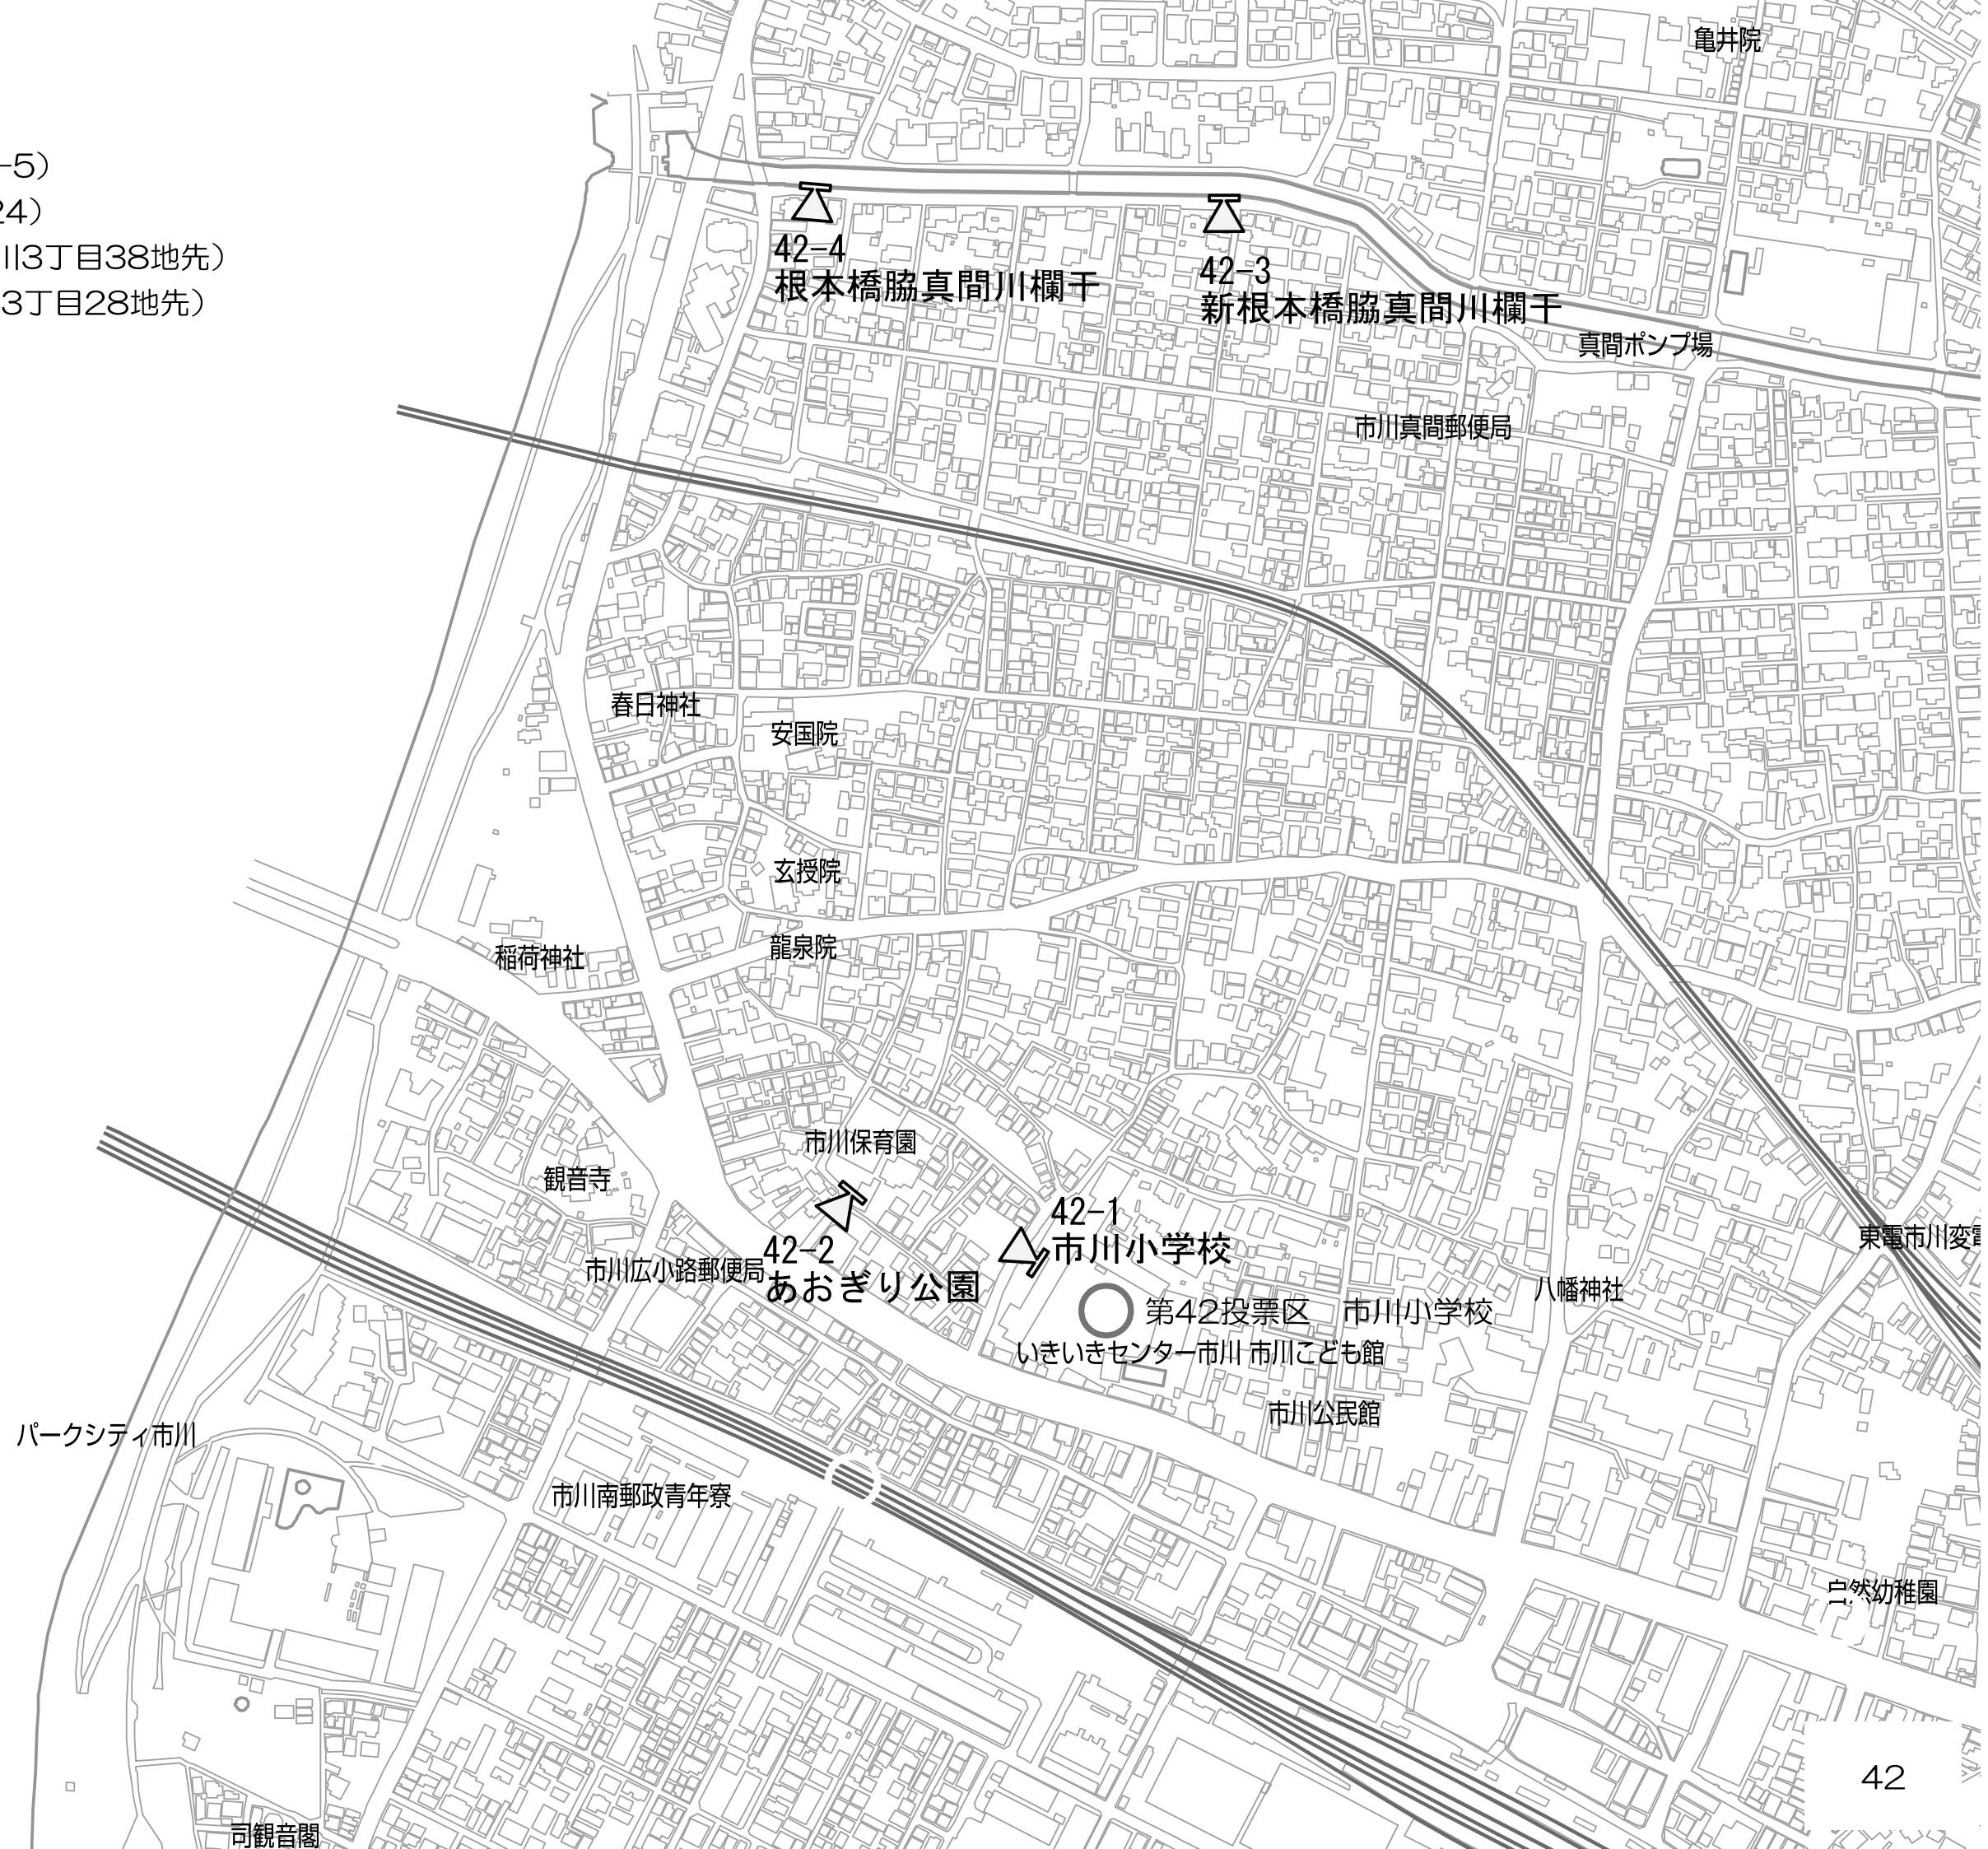 亀井院
-5）
24）
川3丁目38地先）
3丁目28地先）
42-4
根本橋脇真間川欄干
42-3
新根本橋脇真間川欄干
真間ポンプ場
市川真間郵便局
春日神社
安国院
玄授院
龍泉院
稲荷神社
市川保育園
観音寺
42-1
市川小学校
42-2
あおぎり公園
市川広小路郵便局
東電市川変電
八幡神社
第42投票区　市川小学校
いきいきセンター市川 市川こども館
市川公民館
パークシティ市川
市川南郵政青年寮
自然幼稚園
42
司観音閣